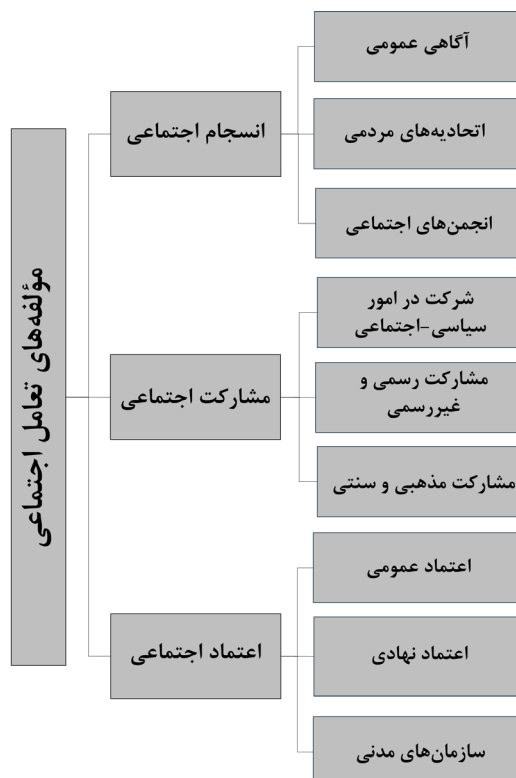 مؤلفه‌های تعامل اجتماعی
انسجام اجتماعی
آگاهی عمومی
اتحادیه‌های مردمی
انجمن‌های اجتماعی
مشارکت اجتماعی
شرکت در امور
سیاسی-اجتماعی
مشارکت رسمی و
غیررسمی
مشارکت مذهبی و سنتی
اعتماد اجتماعی
اعتماد عمومی
اعتماد نهادی
سازمان‌های مدنی